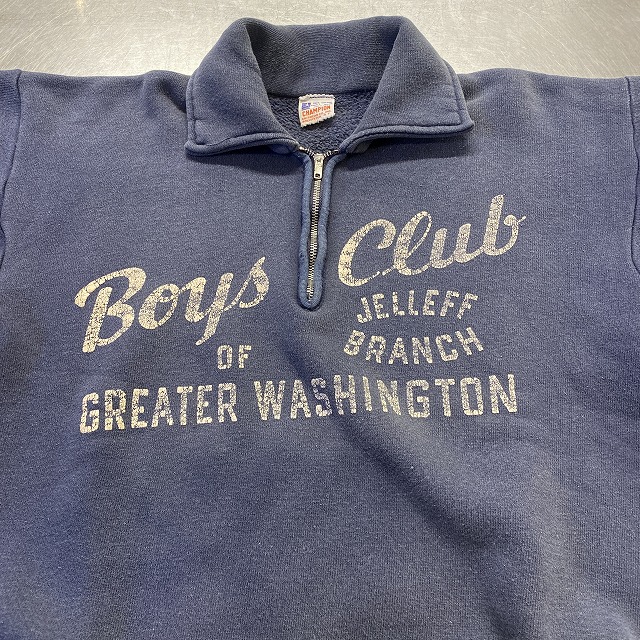 CHAMPION
Boys Club
JELLEFF
OF BRANCH
GREATER WASHINGTON